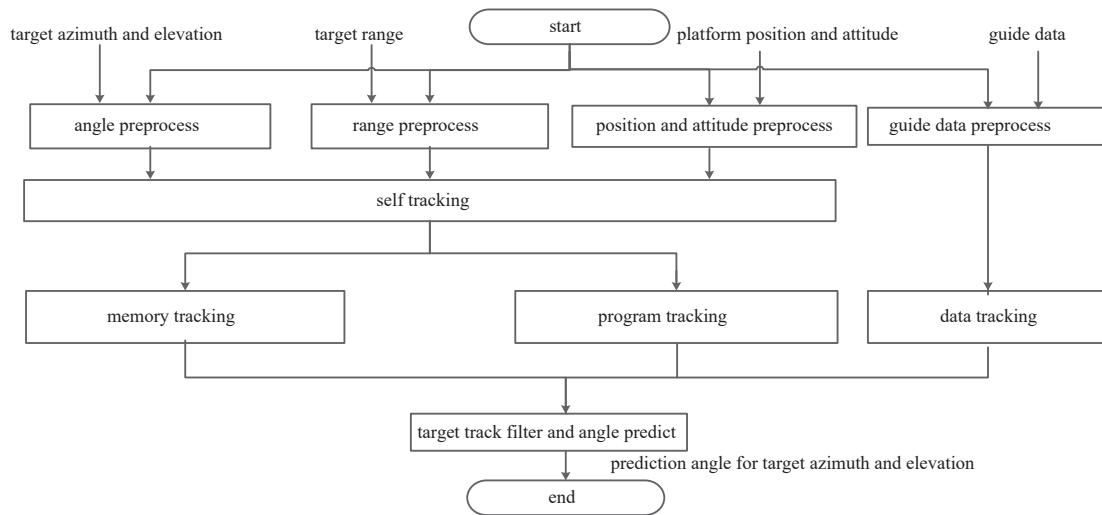 start
target azimuth and elevation
target range
platform position and attitude
guide data
angle preprocess
range preprocess
position and attitude preprocess
guide data preprocess
self tracking
memory tracking
program tracking
data tracking
target track filter and angle predict
prediction angle for target azimuth and elevation
end